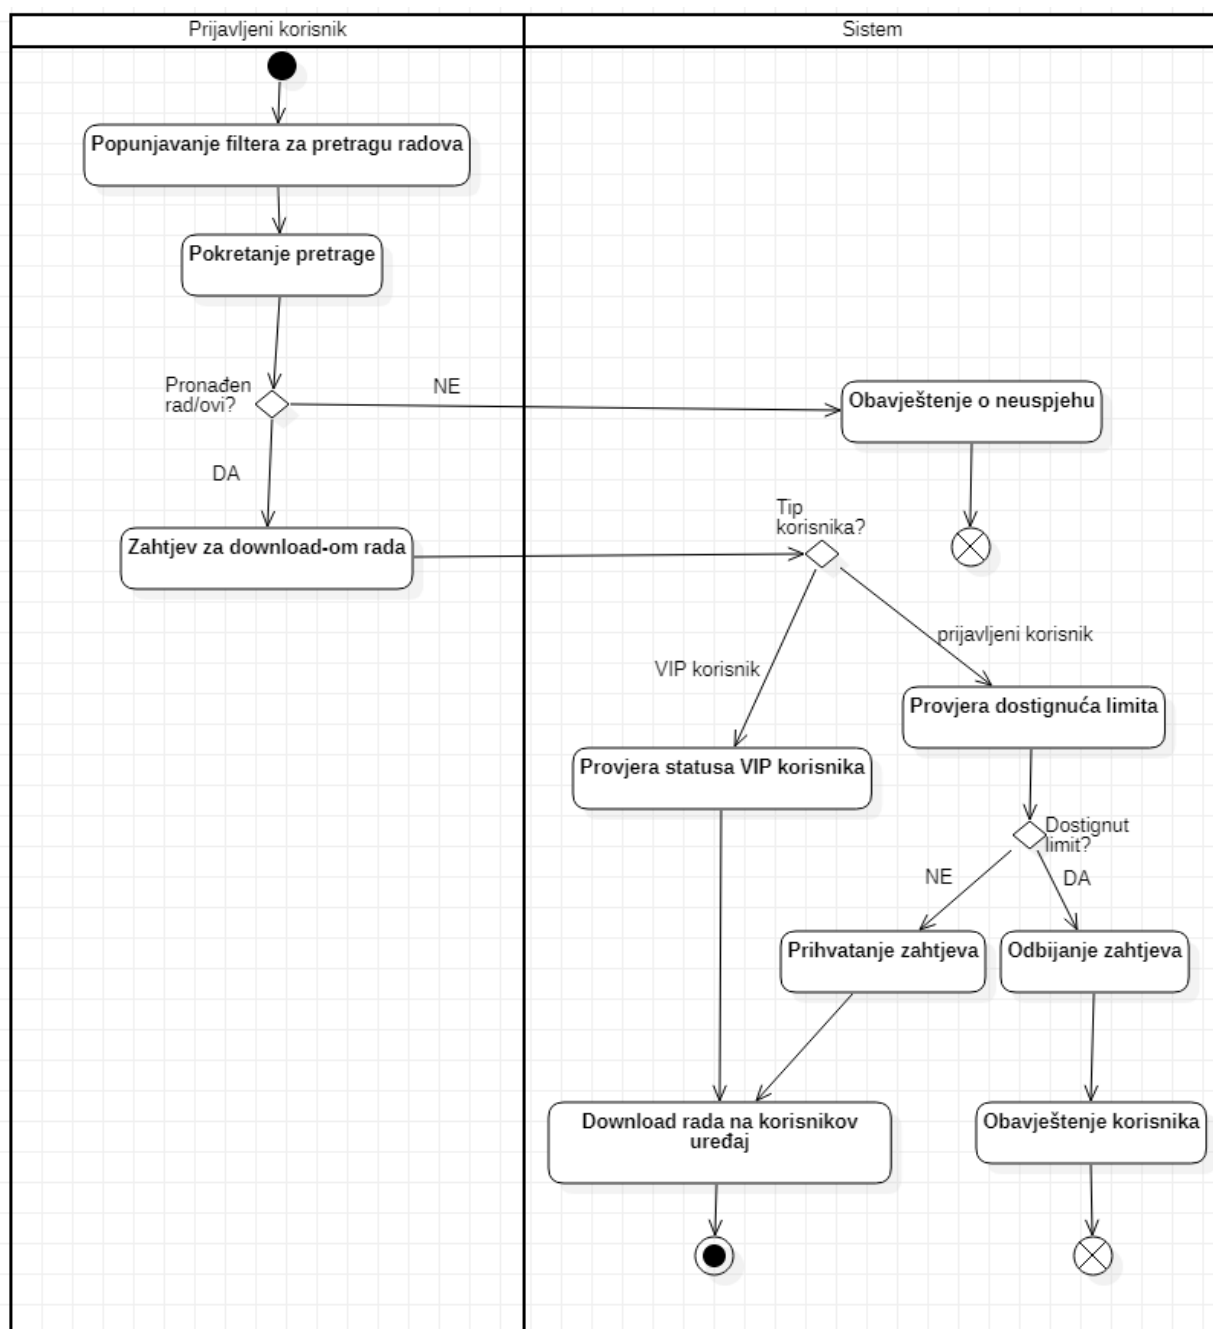 Prijavljeni korisnik
Sistem
Popunjavanje filtera za pretragu radova
Pokretanje pretrage
Pronađen
rad/ovi?
NE
Obavještenje o neuspjehu
DA
Tip
korisnika?
Zahtjev za download-om rada
prijavljeni korisnik
VIP korisnik
Provjera dostignuća limita
Provjera statusa VIP korisnika
Dostignut
limit?
NE
DA
Prihvatanje zahtjeva
Odbijanje zahtjeva
Download rada na korisnikov
uređaj
Obavještenje korisnika